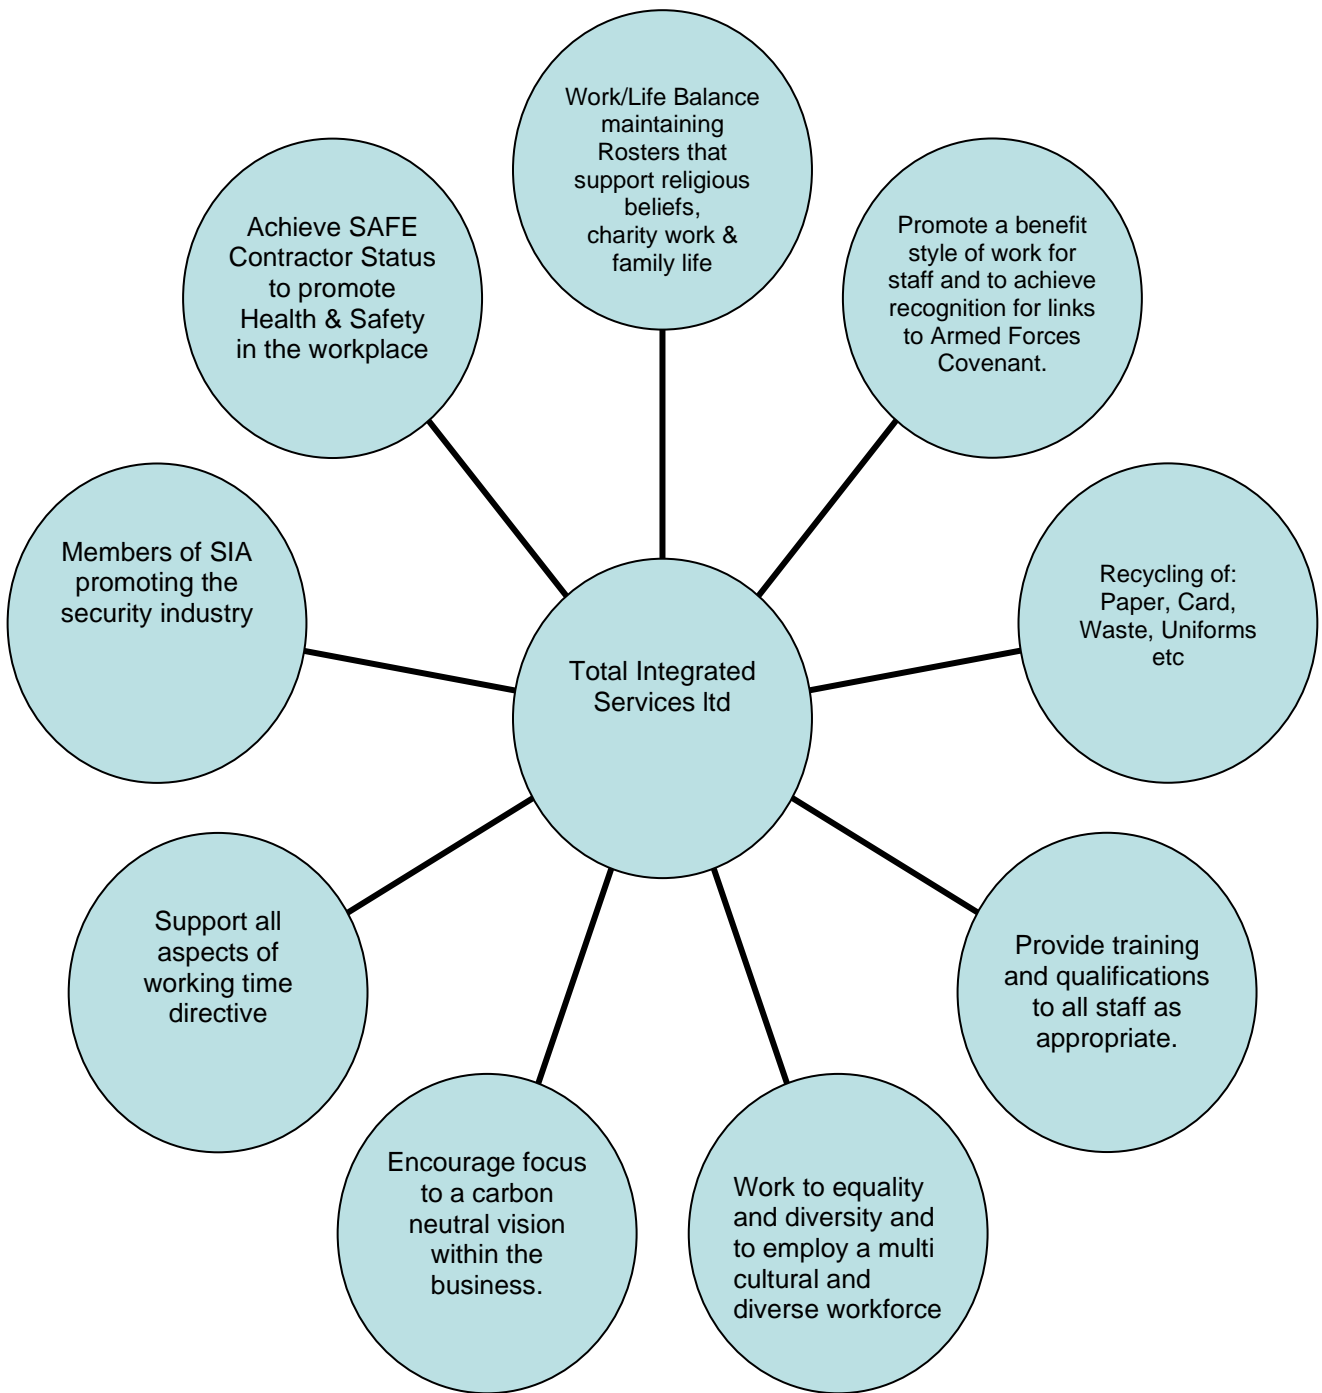 Work/Life Balance
maintaining
Rosters that
support religious
beliefs,
charity work &
family life
Promote a benefit
style of work for
staff and to achieve
recognition for links
to Armed Forces
Covenant.
Recycling of:
Paper, Card,
Waste, Uniforms
etc
Provide training
and qualifications
to all staff as
appropriate.
Work to equality
and diversity and
to employ a multi
cultural and
diverse workforce
Encourage focus
to a carbon
neutral vision
within the
business.
Support all
aspects of
working time
directive
Members of SIA
promoting the
security industry
Achieve SAFE
Contractor Status
to promote
Health & Safety
in the workplace
Total Integrated
Services ltd